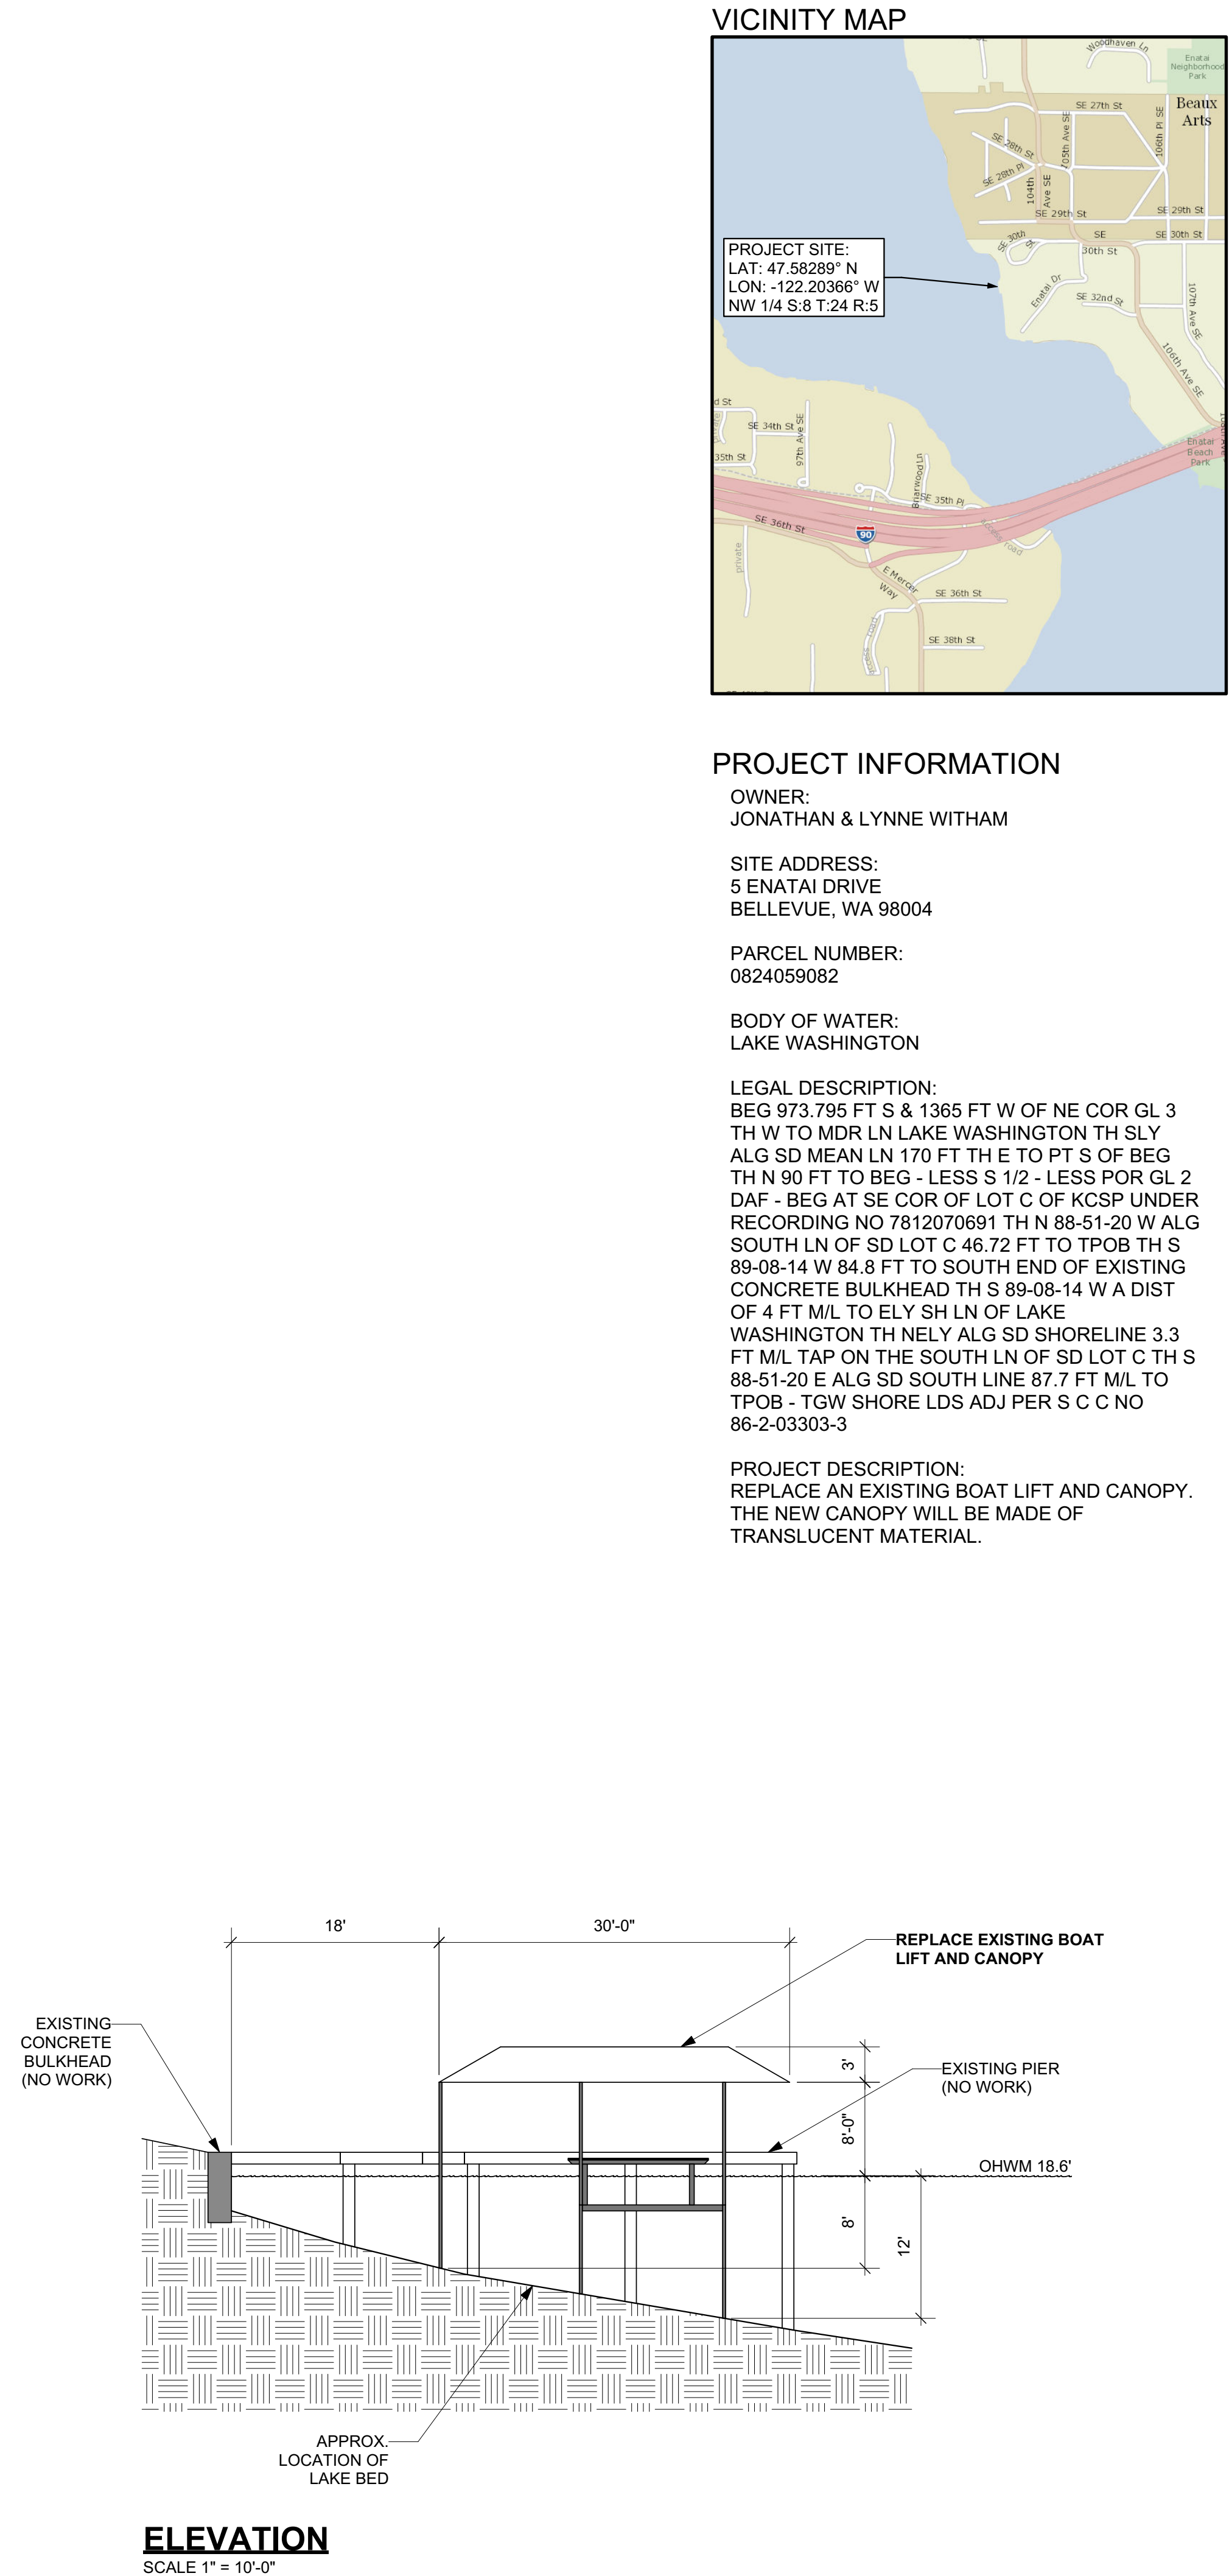 VICINITY MAP
Woodhaven Ln
Enatai
Neighborhood
Park
Beaux
Arts
SE 27th St
106th Pl SE
105th Ave SE
SE 28th St
SE 28th Pl
104th
Ave SE
SE 29th St
SE 29th St
SE 30th
St
SE
30th St
SE 30th St
PROJECT SITE:
LAT: 47.58289° N
LON: -122.20366° W
NW 1/4 S:8 T:24 R:5
Enatai Dr
SE 32nd St
107th Ave SE
106th Ave SE
d St
private
SE 34th St
97th Ave SE
35th St
Enatai
Beach
Park
Briarwood Ln
SE 35th Pl
SE 36th St
90
access road
private
E Mercer
Way
SE 36th St
access road
SE 38th St
PROJECT INFORMATION
OWNER:
JONATHAN & LYNNE WITHAM
SITE ADDRESS:
5 ENATAI DRIVE
BELLEVUE, WA 98004
PARCEL NUMBER:
0824059082
BODY OF WATER:
LAKE WASHINGTON
LEGAL DESCRIPTION:
BEG 973.795 FT S & 1365 FT W OF NE COR GL 3
TH W TO MDR LN LAKE WASHINGTON TH SLY
ALG SD MEAN LN 170 FT TH E TO PT S OF BEG
TH N 90 FT TO BEG - LESS S 1/2 - LESS POR GL 2
DAF - BEG AT SE COR OF LOT C OF KCSP UNDER
RECORDING NO 7812070691 TH N 88-51-20 W ALG
SOUTH LN OF SD LOT C 46.72 FT TO TPOB TH S
89-08-14 W 84.8 FT TO SOUTH END OF EXISTING
CONCRETE BULKHEAD TH S 89-08-14 W A DIST
OF 4 FT M/L TO ELY SH LN OF LAKE
WASHINGTON TH NELY ALG SD SHORELINE 3.3
FT M/L TAP ON THE SOUTH LN OF SD LOT C TH S
88-51-20 E ALG SD SOUTH LINE 87.7 FT M/L TO
TPOB - TGW SHORE LDS ADJ PER S C C NO
86-2-03303-3
PROJECT DESCRIPTION:
REPLACE AN EXISTING BOAT LIFT AND CANOPY.
THE NEW CANOPY WILL BE MADE OF
TRANSLUCENT MATERIAL.
18'
30'-0"
REPLACE EXISTING BOAT
LIFT AND CANOPY
EXISTING
CONCRETE
BULKHEAD
(NO WORK)
3'
EXISTING PIER
(NO WORK)
8'-0"
OHWM 18.6'
8'
12'
APPROX.
LOCATION OF
LAKE BED
ELEVATION
SCALE 1" = 10'-0"